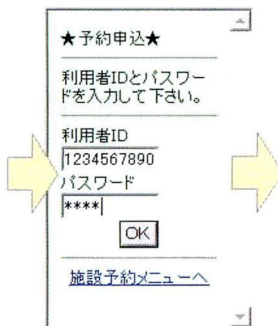 ★予約申込★
利用者IDとパスワー
ドを入力して下さい。
利用者ID
1234567890
パスワード
****
OK
施設予約メニューへ